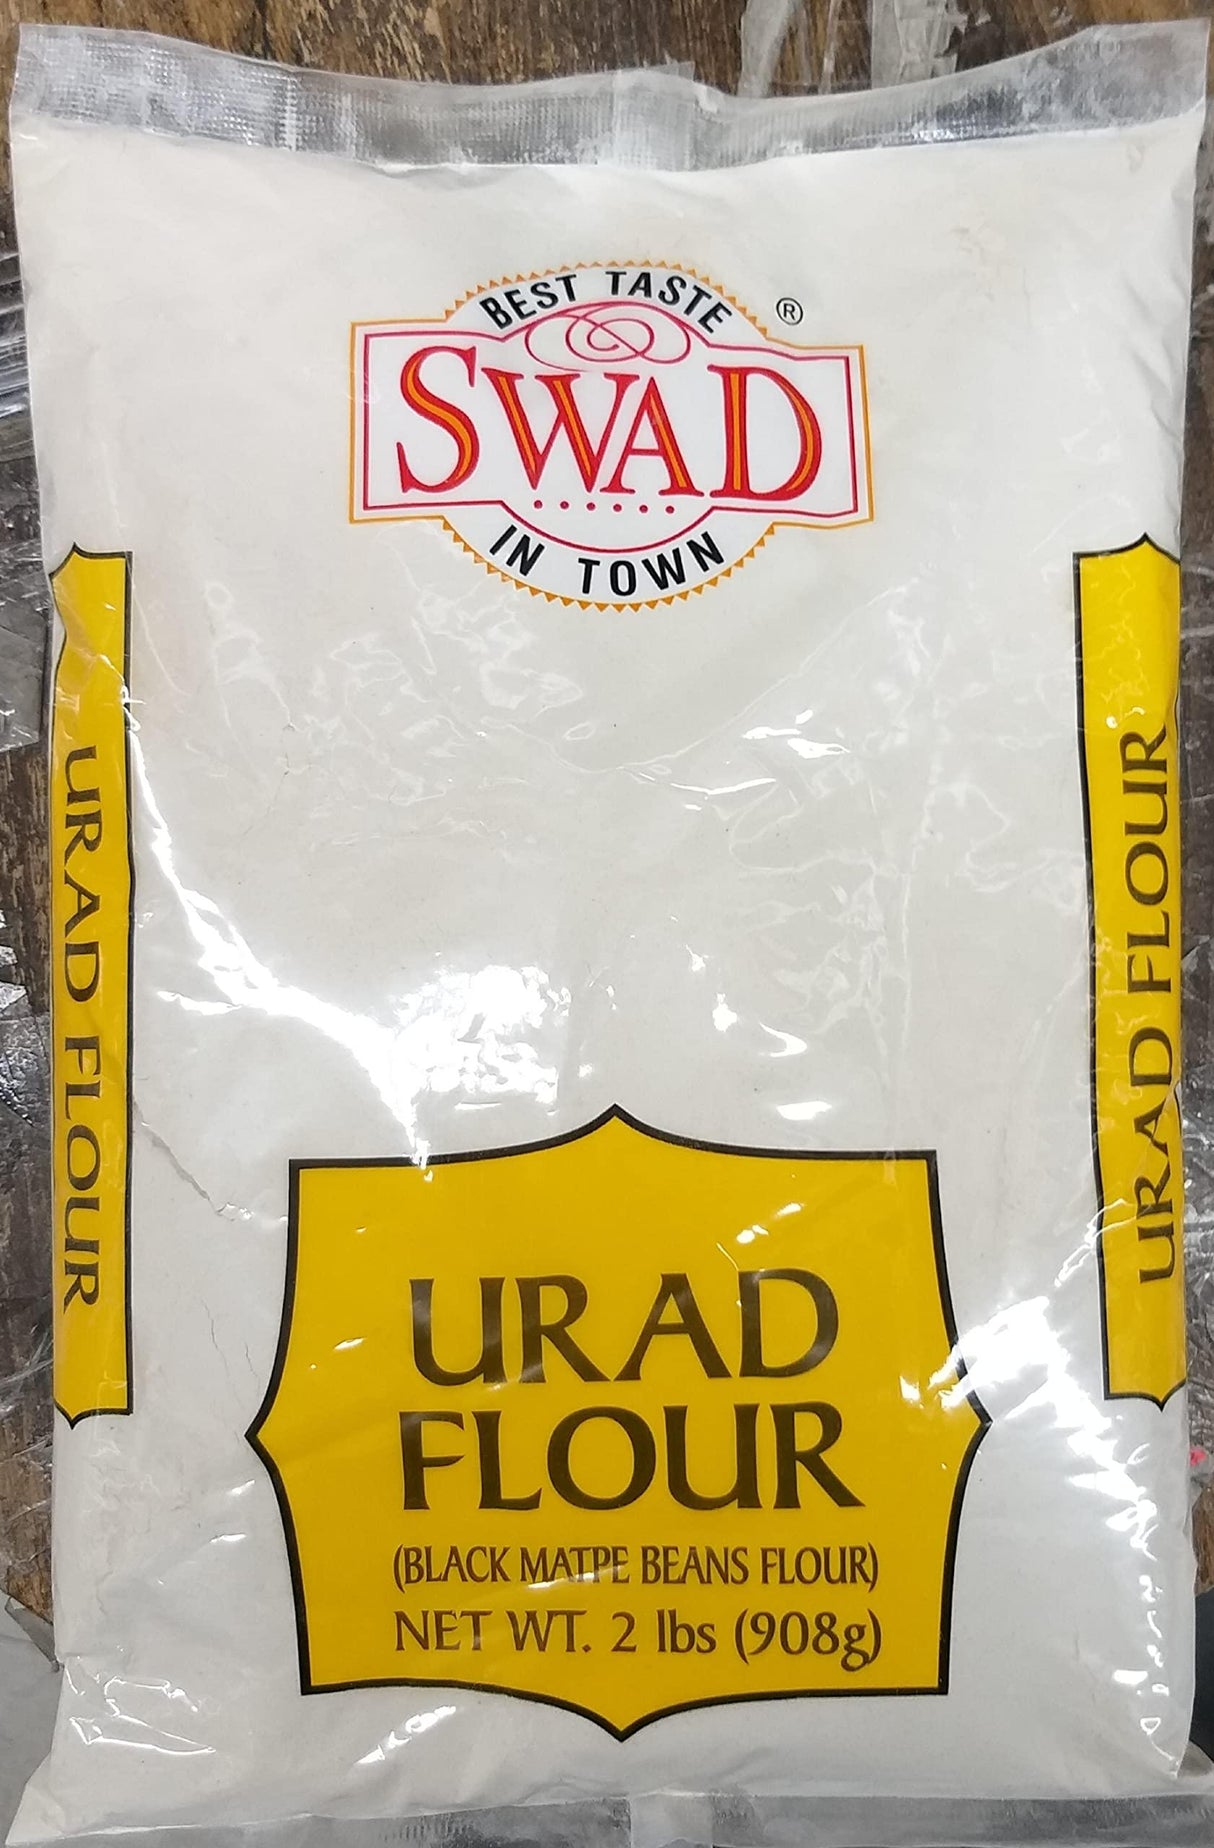 BEST TASTE
®
SWAD
IN TOWN
URAD FLOUR
URAD FLOUR
URAD
FLOUR
(BLACK MATPE BEANS FLOUR)
NET WT. 2 lbs (908g)